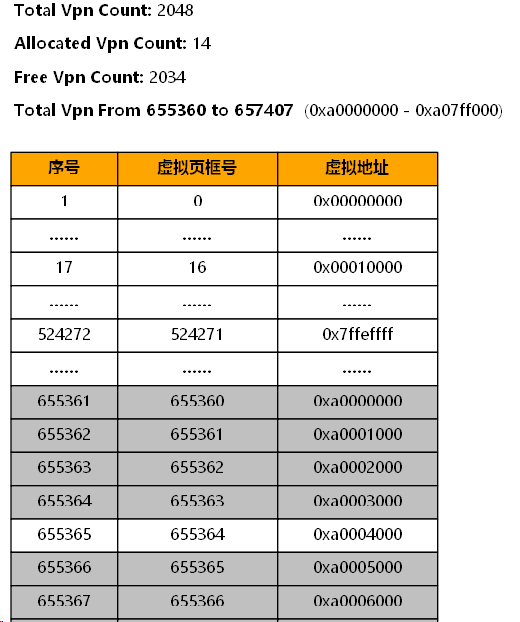 Total Vpn Count: 2048
Allocated Vpn Count: 14
Free Vpn Count: 2034
Total Vpn From 655360 to 657407 (0xa0000000 - 0xa07ff000)
序号 虚拟页框号 虚拟地址
1 0 0x00000000
...... ...... ......
17 16 0x00010000
...... ...... ......
524272 524271 0x7ffeffff
...... ...... ......
655361 655360 0xa0000000
655362 655361 0xa0001000
655363 655362 0xa0002000
655364 655363 0xa0003000
655365 655364 0xa0004000
655366 655365 0xa0005000
655367 655366 0xa0006000